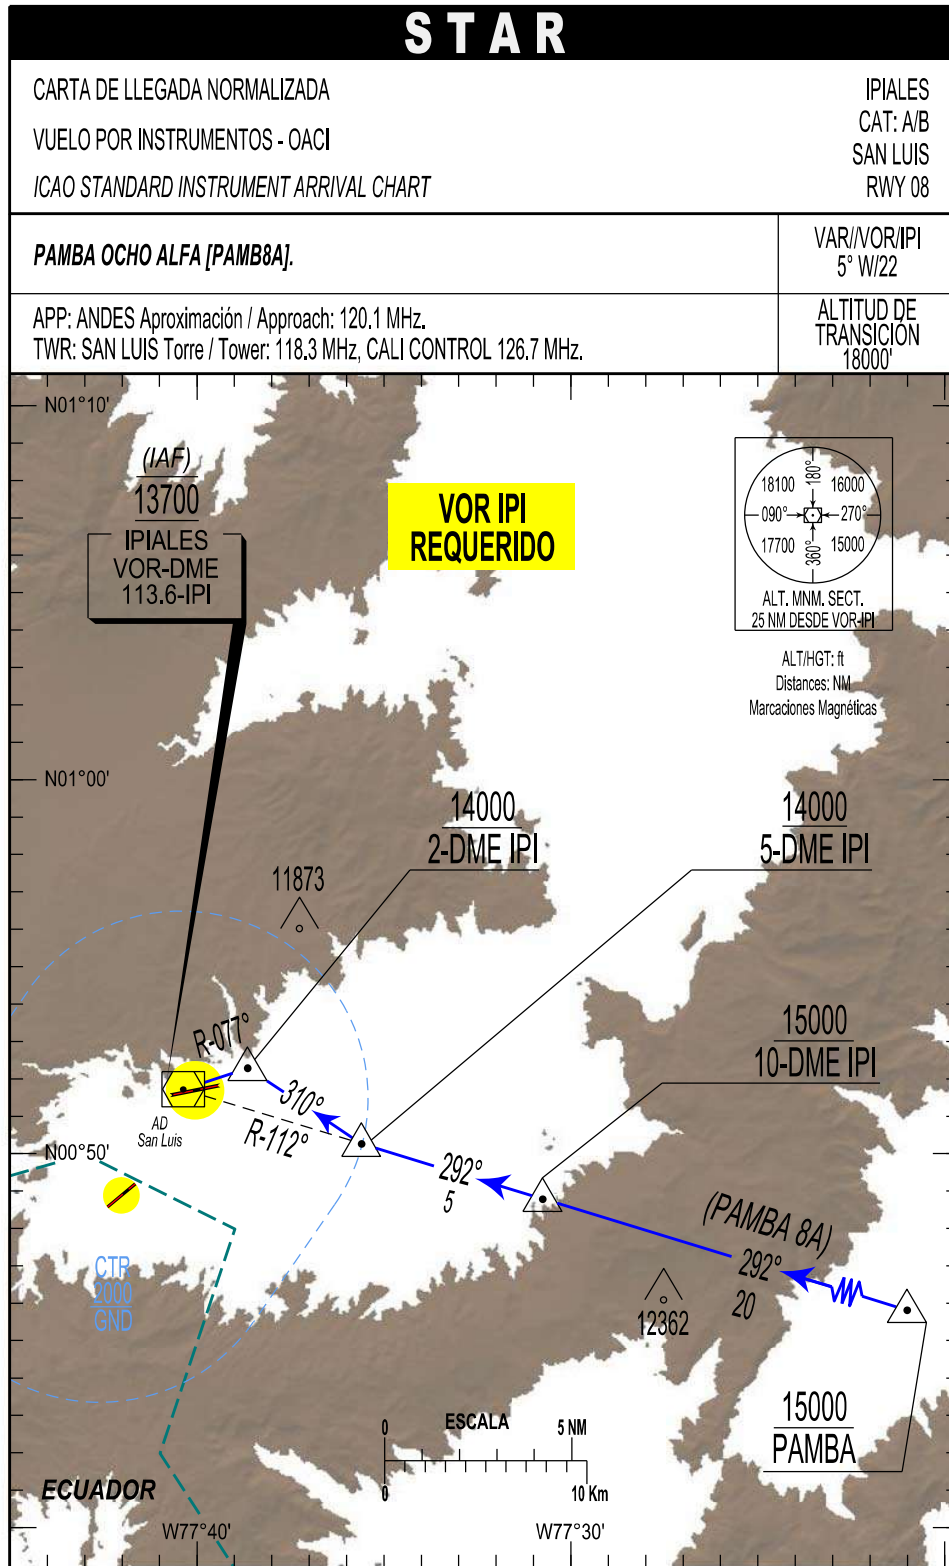 STAR
CARTA DE LLEGADA NORMALIZADA
VUELO POR INSTRUMENTOS - OACI
ICAO STANDARD INSTRUMENT ARRIVAL CHART
IPIALES
CAT: A/B
SAN LUIS
RWY 08
PAMBA OCHO ALFA [PAMB8A].
VAR//VOR/IPI
5° W/22
APP: ANDES Aproximación / Approach: 120.1 MHz.
TWR: SAN LUIS Torre / Tower: 118.3 MHz, CALI CONTROL 126.7 MHz.
ALTITUD DE
TRANSICIÓN
18000'
N01°10'
(IAF)
13700
IPIALES
VOR-DME
113.6-IPI
VOR IPI
REQUERIDO
18100
180°
16000
090°
270°
17700
360°
15000
ALT. MNM. SECT.
25 NM DESDE VOR-IPI
ALT/HGT: ft
Distances: NM
Marcaciones Magnéticas
N01°00'
14000
2-DME IPI
14000
5-DME IPI
11873
15000
10-DME IPI
R-077°
310°
R-112°
AD
San Luis
N00°50'
292°
5
(PAMBA 8A)
292°
20
CTR
2000
GND
12362
15000
PAMBA
0
ESCALA
5 NM
0
10 Km
ECUADOR
W77°40'
W77°30'